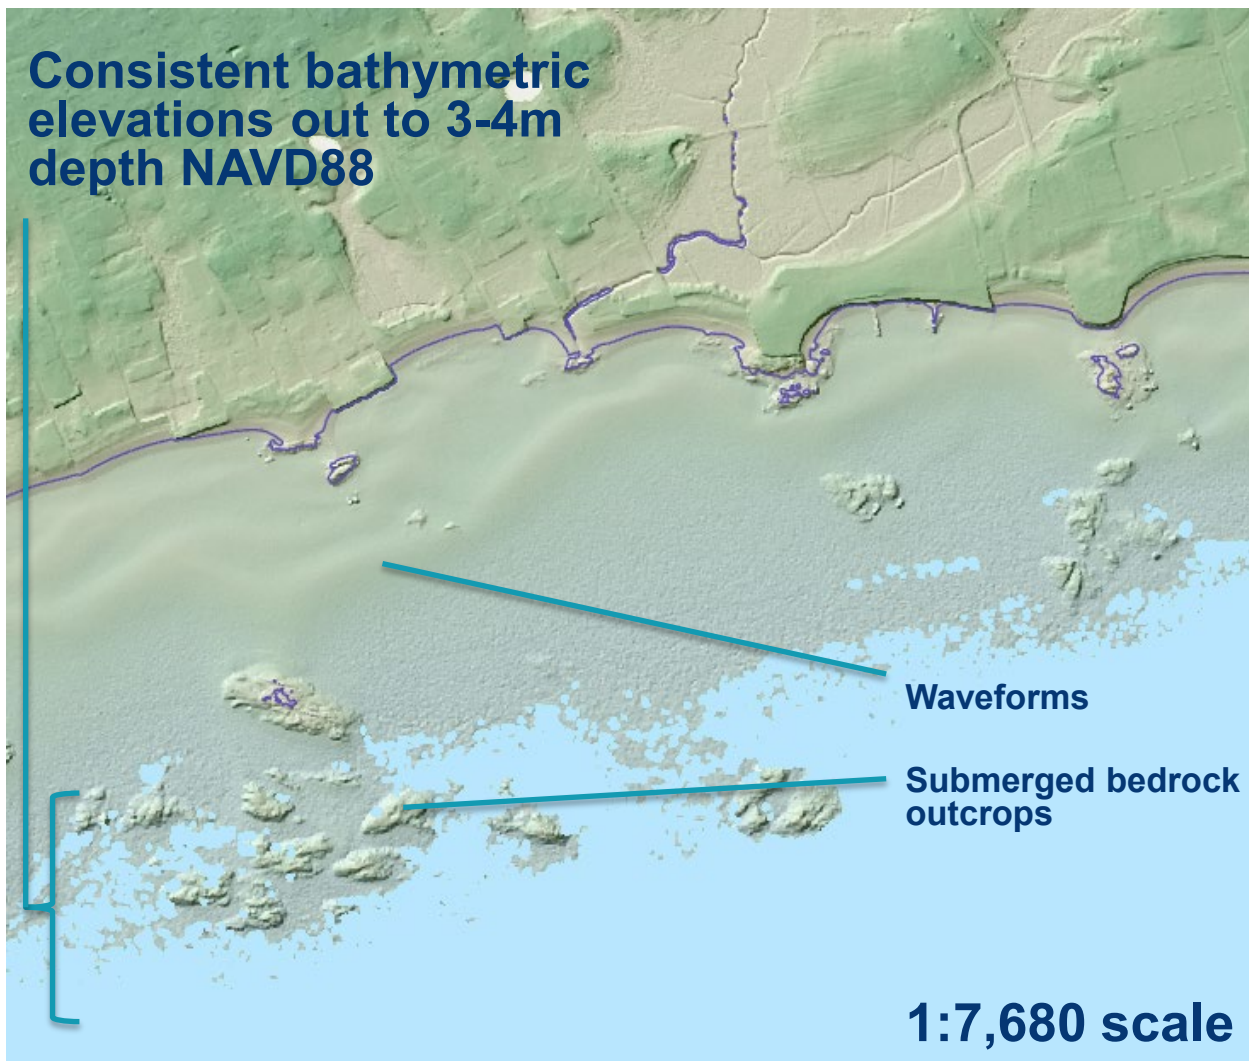 Consistent bathymetric
elevations out to 3-4m
depth NAVD88
Waveforms
Submerged bedrock
outcrops
1:7,680 scale